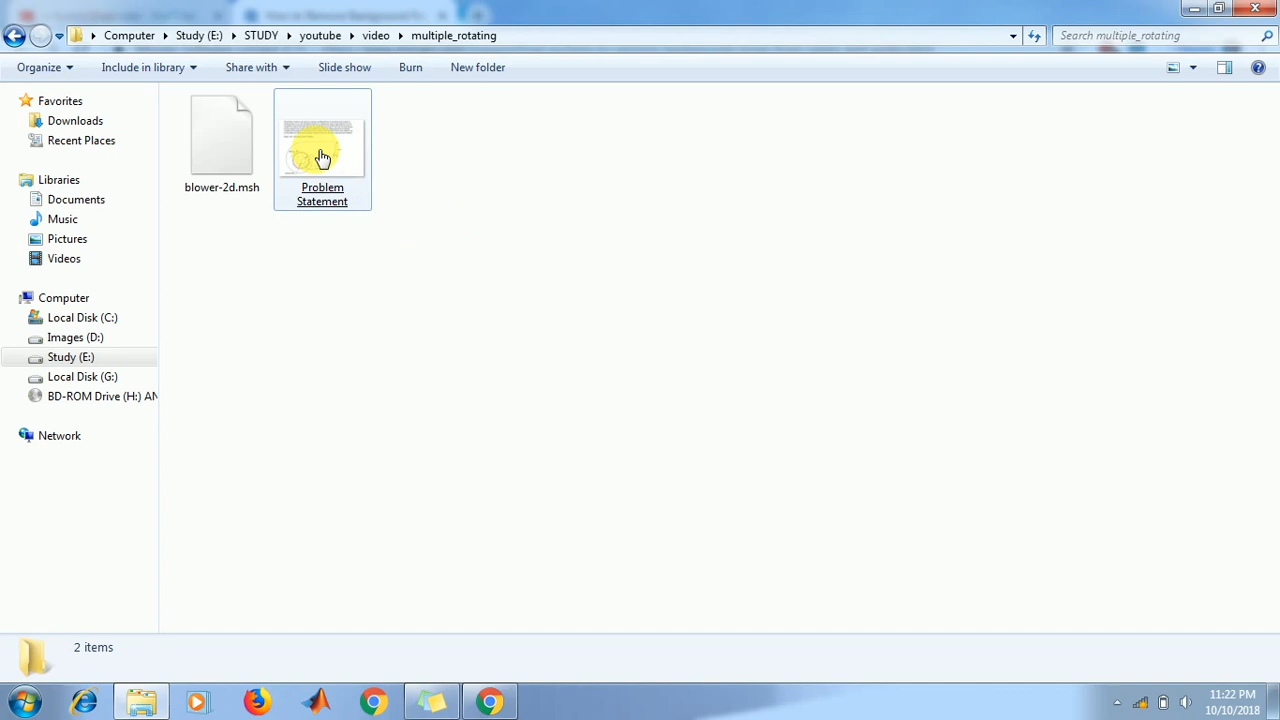 Computer Study (E:) STUDY youtube video multiple_rotating
Search multiple_rotating
Organize Include in library Share with Slide show Burn New folder
Favorites
Downloads
Recent Places
Libraries
Documents
Music
Pictures
Videos
Computer
Local Disk (C:)
Images (D:)
Study (E:)
Local Disk (G:)
BD-ROM Drive (H:) AN
Network
blower-2d.msh
Problem
Statement
2 items
11:22 PM
10/10/2018